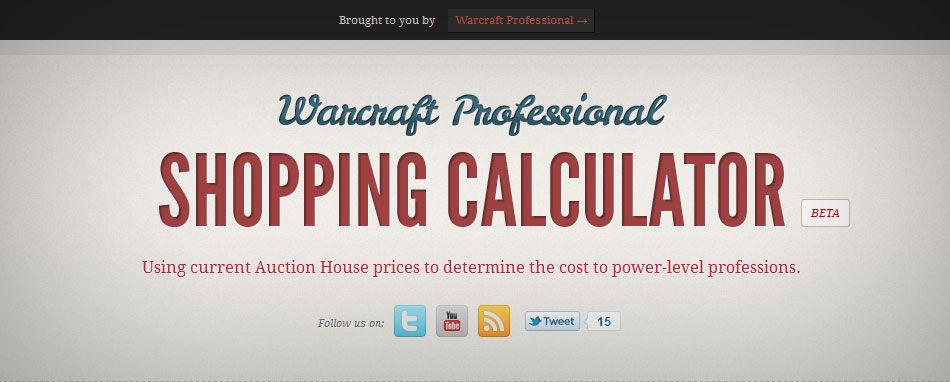 Brought to you by Warcraft Professional →
Warcraft Professional
SHOPPING CALCULATOR
BETA
Using current Auction House prices to determine the cost to power-level professions.
Follow us on: t You Tube Tweet 15